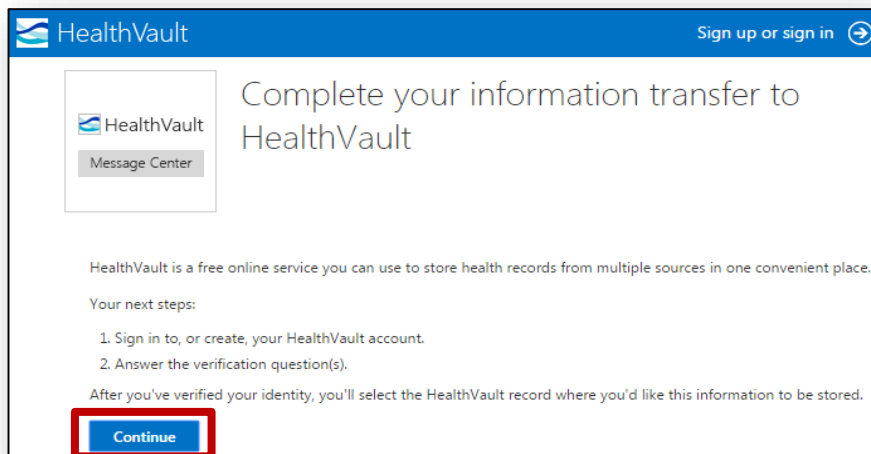 HealthVault
Sign up or sign in
HealthVault
Message Center
Complete your information transfer to
HealthVault
HealthVault is a free online service you can use to store health records from multiple sources in one convenient place.
Your next steps:
1. Sign in to, or create, your HealthVault account.
2. Answer the verification question(s).
After you've verified your identity, you'll select the HealthVault record where you'd like this information to be stored.
Continue